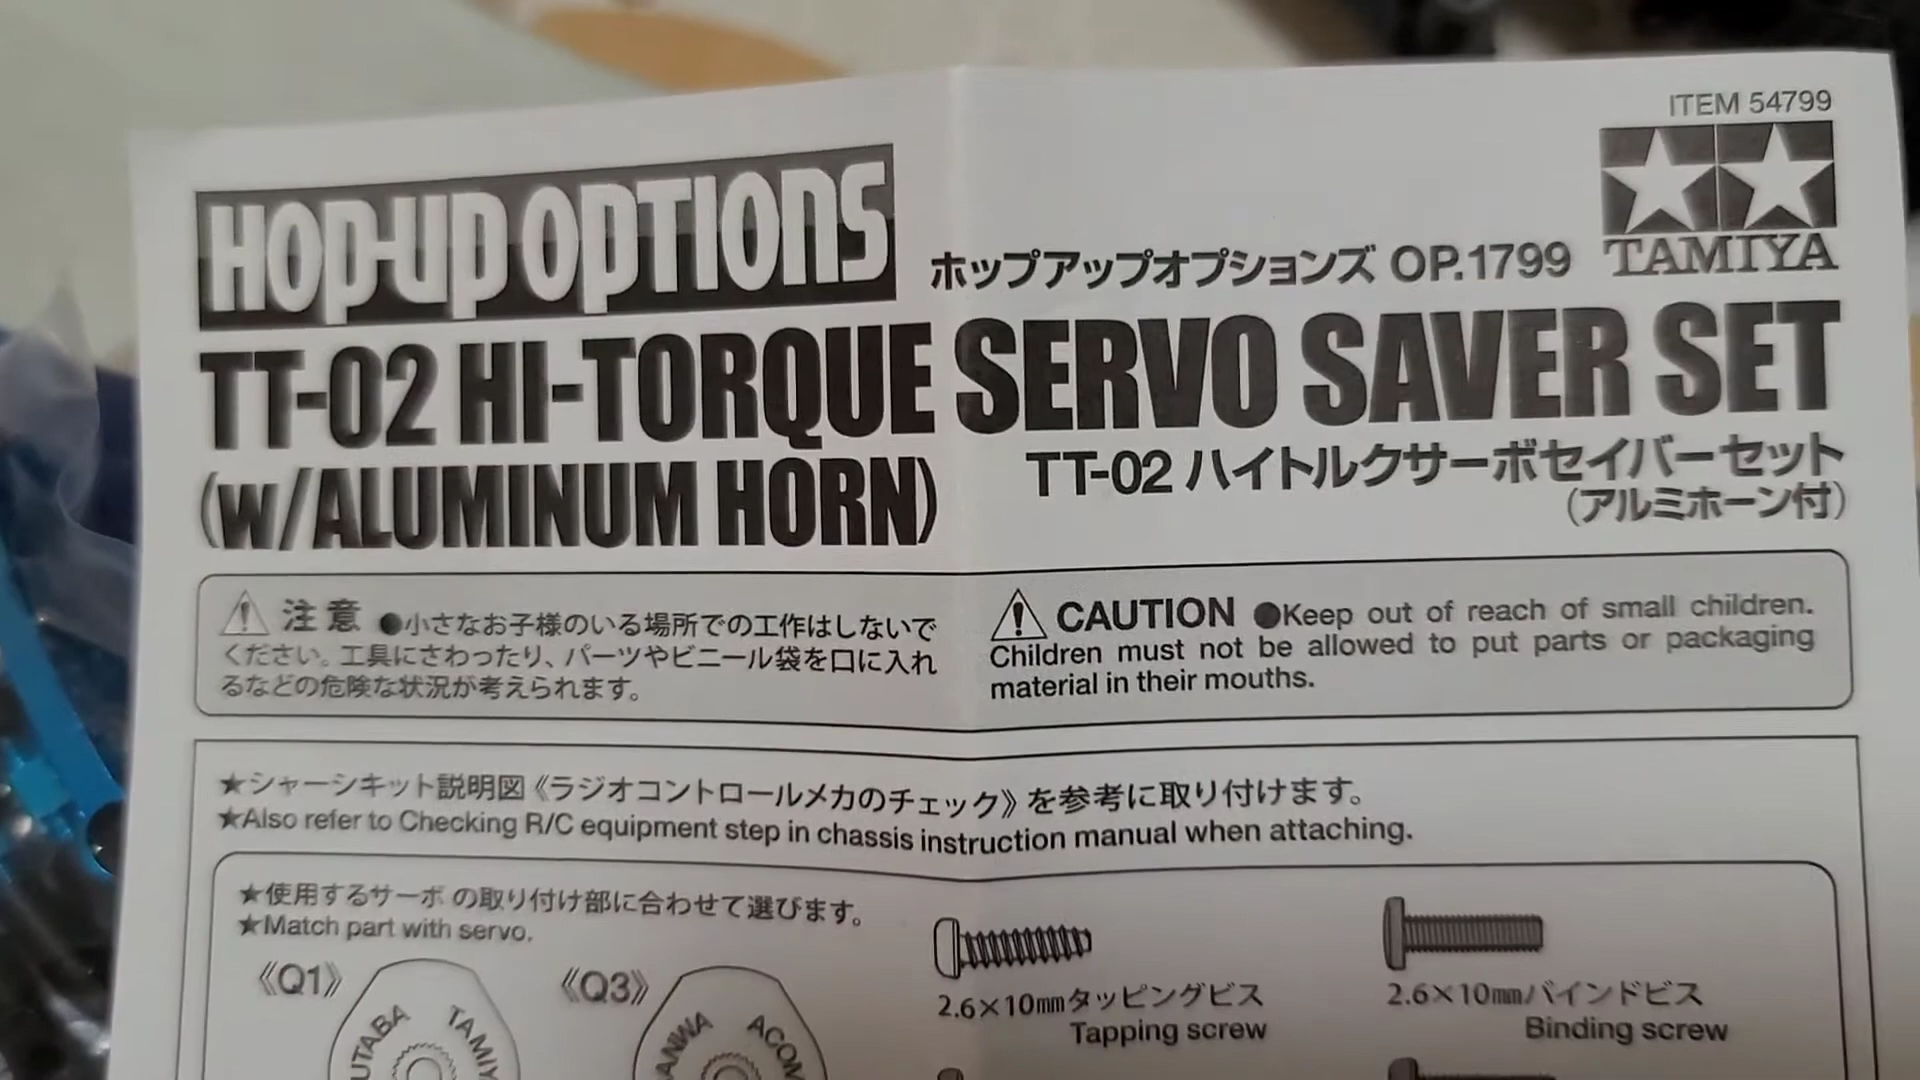 ITEM 54799
HOP-UP OPTIONS
ホップアップオプションズ OP.1799
TAMIYA
TT-02 HI-TORQUE SERVO SAVER SET
(w/ALUMINUM HORN)
TT-02 ハイトルクサーボセイバーセット
(アルミホーン付)
注意 ●小さなお子様のいる場所での工作はしないで
ください。工具にさわったり、パーツやビニール袋を口に入れ
るなどの危険な状況が考えられます。
CAUTION ●Keep out of reach of small children.
Children must not be allowed to put parts or packaging
material in their mouths.
★シャーシキット説明図《ラジオコントロールメカのチェック》を参考に取り付けます。
★Also refer to Checking R/C equipment step in chassis instruction manual when attaching.
★使用するサーボの取り付け部に合わせて選びます。
★Match part with servo.
《Q1》
《Q3》
2.6×10㎜タッピングビス
Tapping screw
2.6×10㎜バインドビス
Binding screw